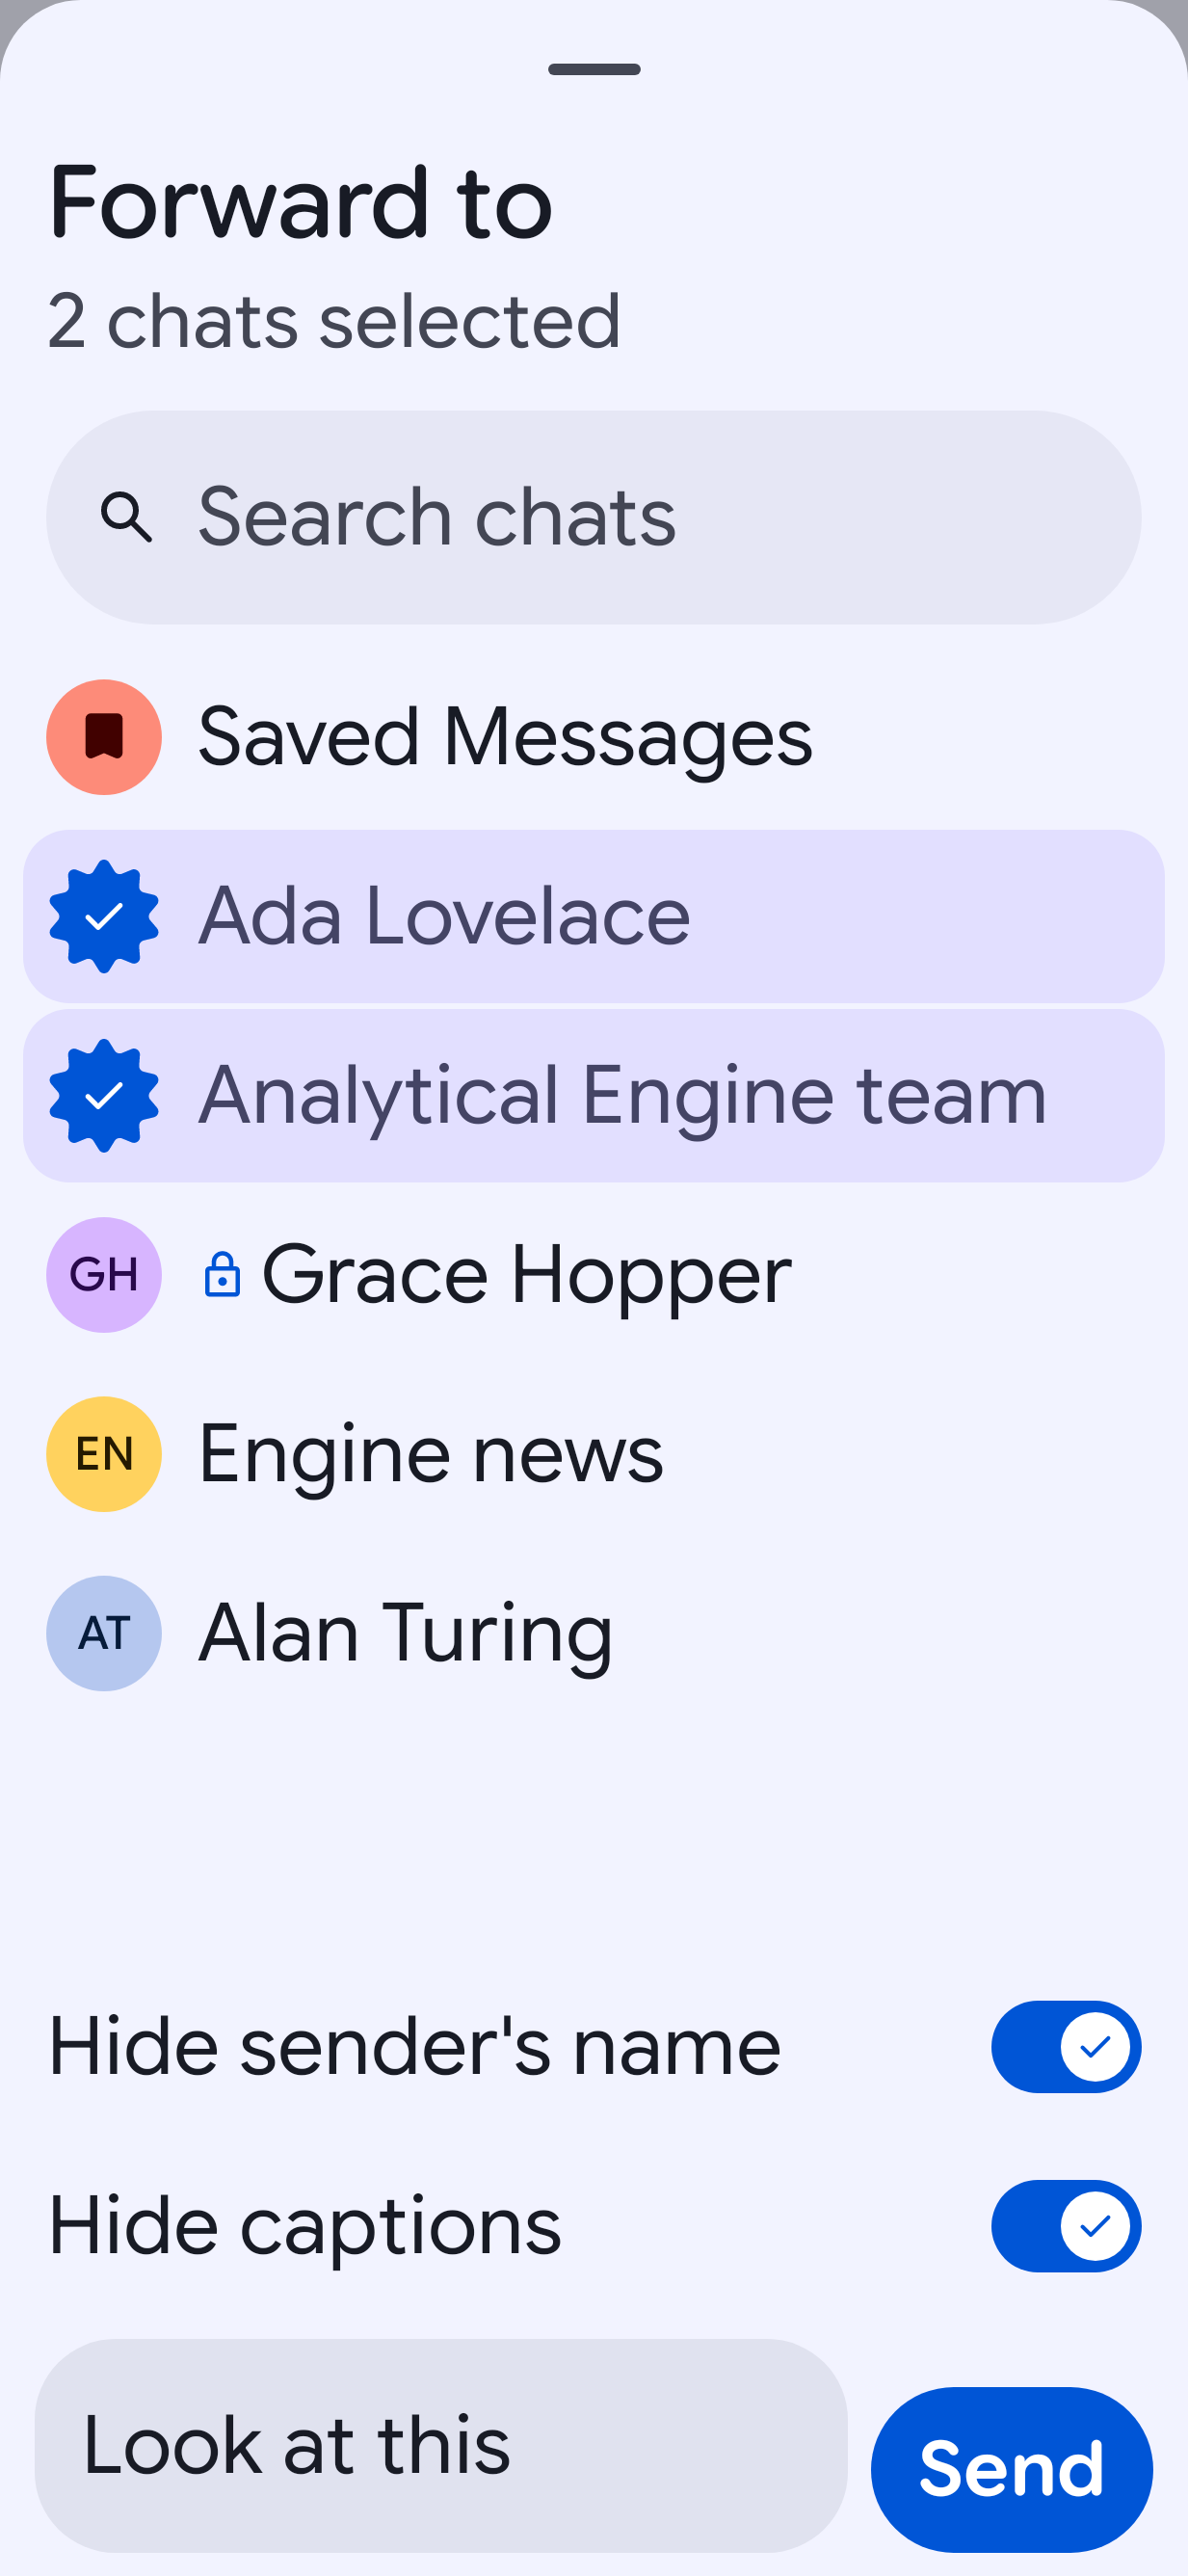 Forward to
2 chats selected
Search chats
Saved Messages
Ada Lovelace
Analytical Engine team
GH Grace Hopper
EN Engine news
AT Alan Turing
Hide sender's name
Hide captions
Look at this
Send